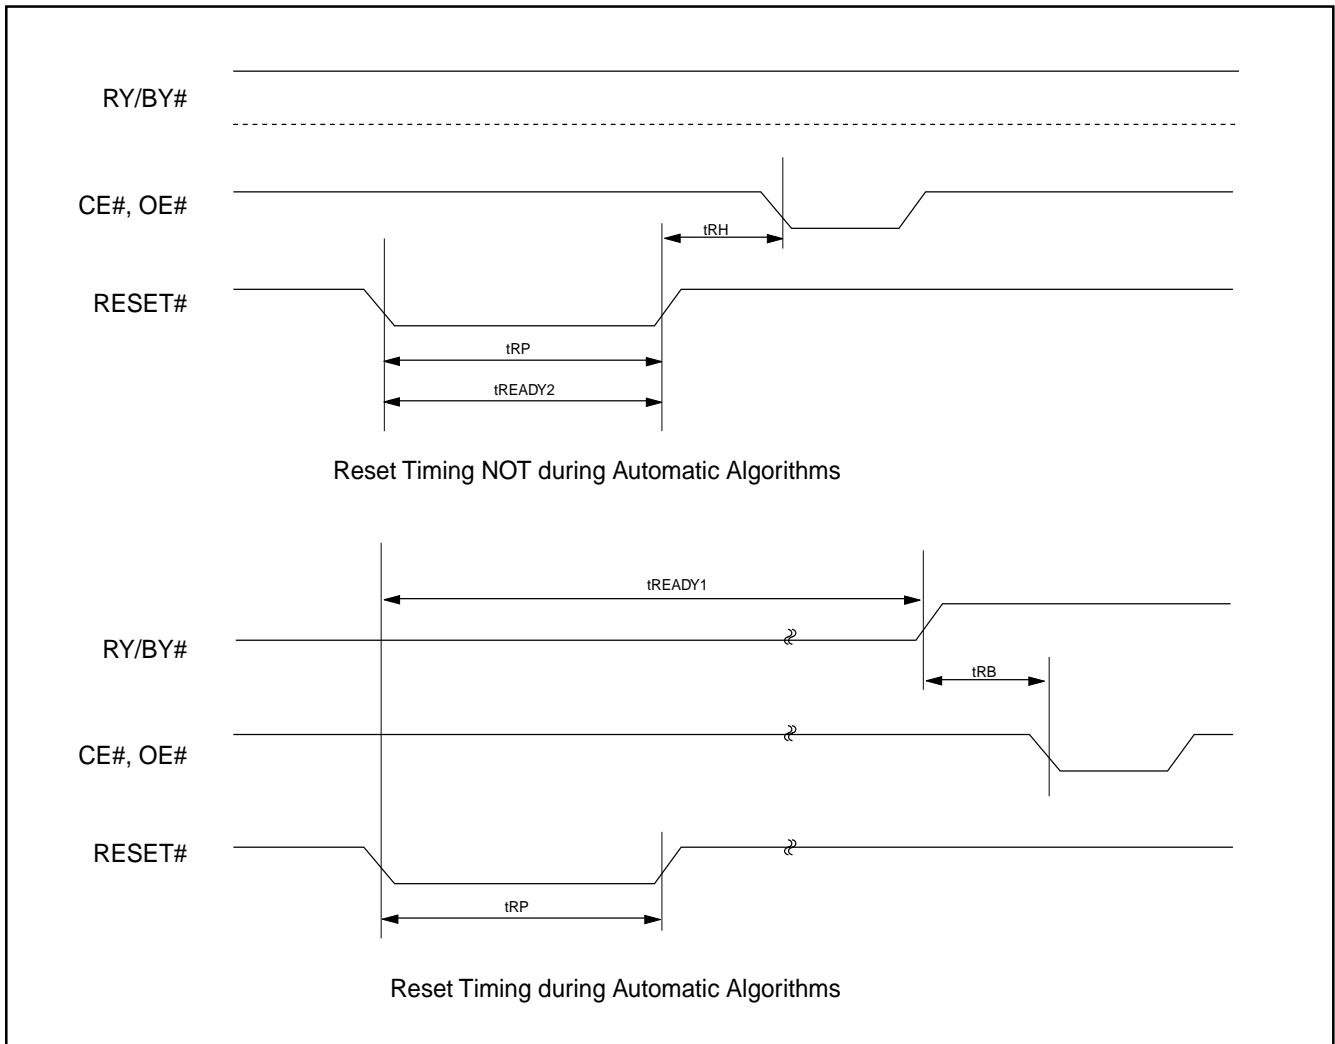 RY/BY#
CE#, OE#
tRH
RESET#
tRP
tREADY2
Reset Timing NOT during Automatic Algorithms
tREADY1
RY/BY#
tRB
CE#, OE#
RESET#
tRP
Reset Timing during Automatic Algorithms